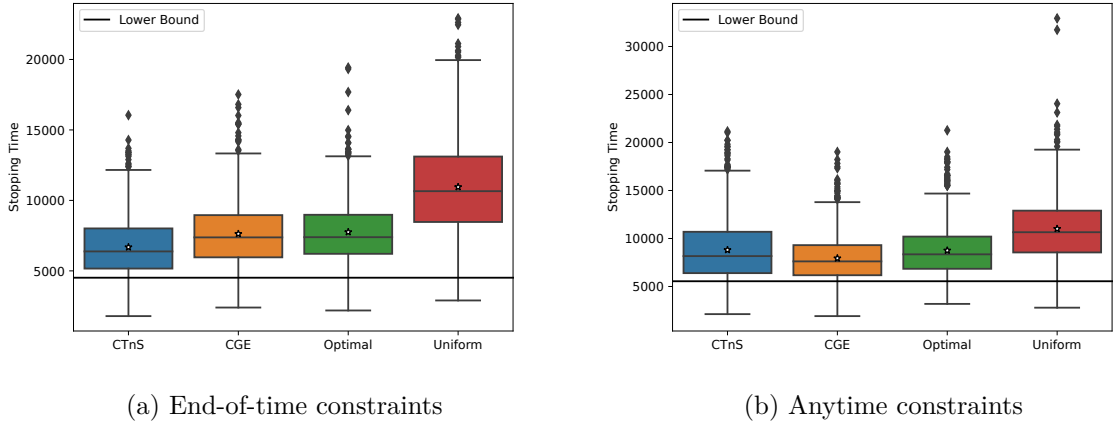 Lower Bound
Stopping Time
20000
15000
10000
5000
CTnS CGE Optimal Uniform
(a) End-of-time constraints
Lower Bound
Stopping Time
30000
25000
20000
15000
10000
5000
CTnS CGE Optimal Uniform
(b) Anytime constraints